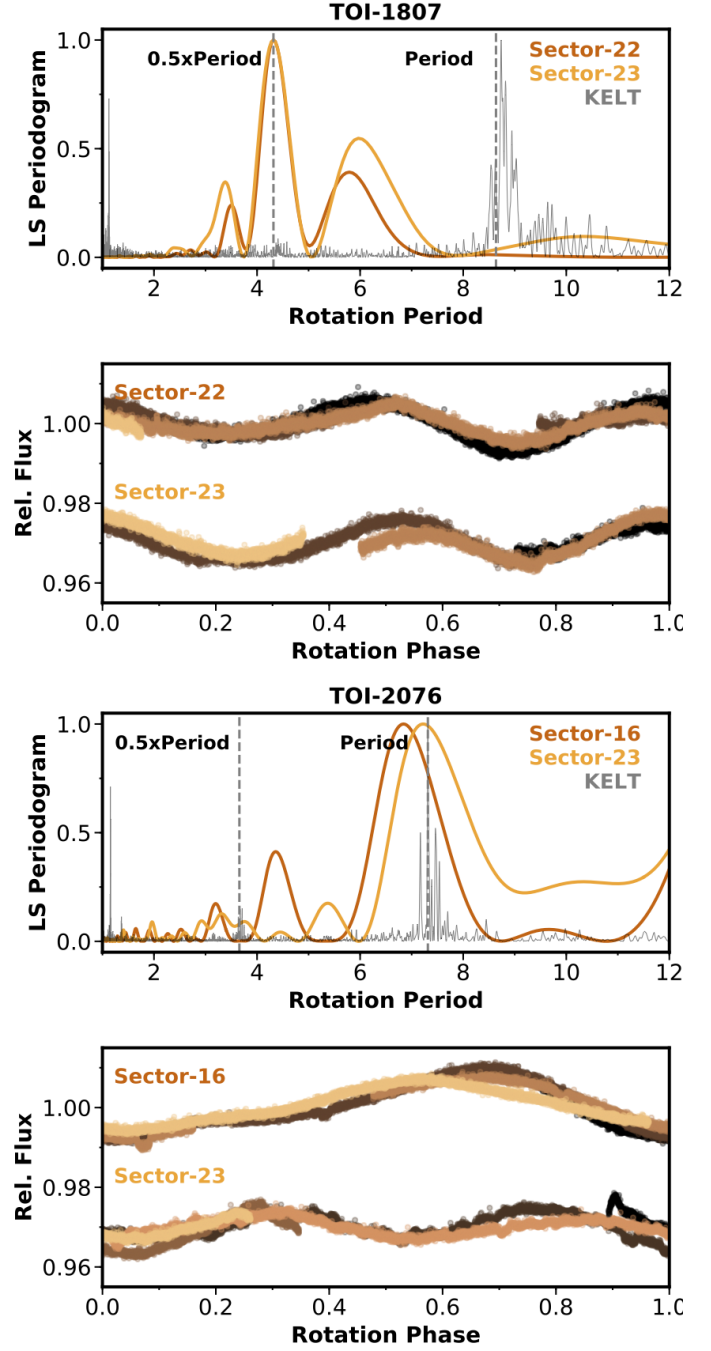 TOI-1807
1.0
0.5xPeriod
Period
Sector-22
Sector-23
KELT
0.5
0.0
LS Periodogram
2 4 6 8 10 12
Rotation Period
Sector-22
1.00
Sector-23
0.98
0.96
Rel. Flux
0.0 0.2 0.4 0.6 0.8 1.0
Rotation Phase
TOI-2076
1.0
0.5xPeriod
Period
Sector-16
Sector-23
KELT
0.5
0.0
LS Periodogram
2 4 6 8 10 12
Rotation Period
Sector-16
1.00
Sector-23
0.98
0.96
Rel. Flux
0.0 0.2 0.4 0.6 0.8 1.0
Rotation Phase